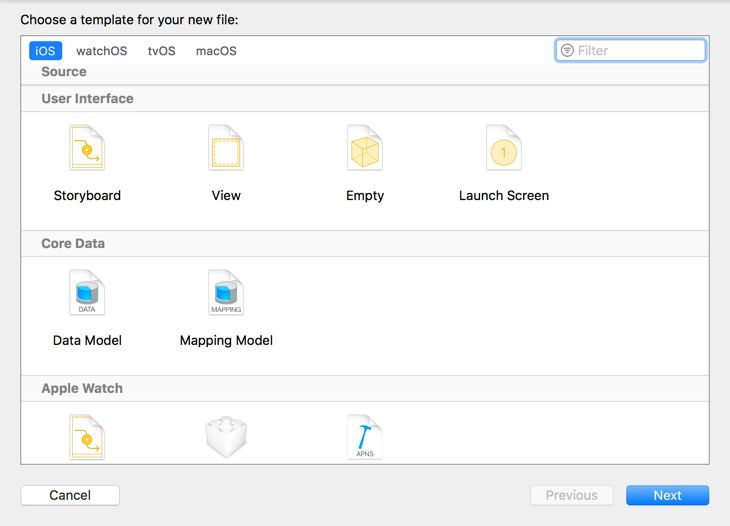 Choose a template for your new file:
iOS watchOS tvOS macOS Filter
Source
User Interface
1
Storyboard View Empty Launch Screen
Core Data
DATA MAPPING
Data Model Mapping Model
Apple Watch
APNS
Cancel Previous Next